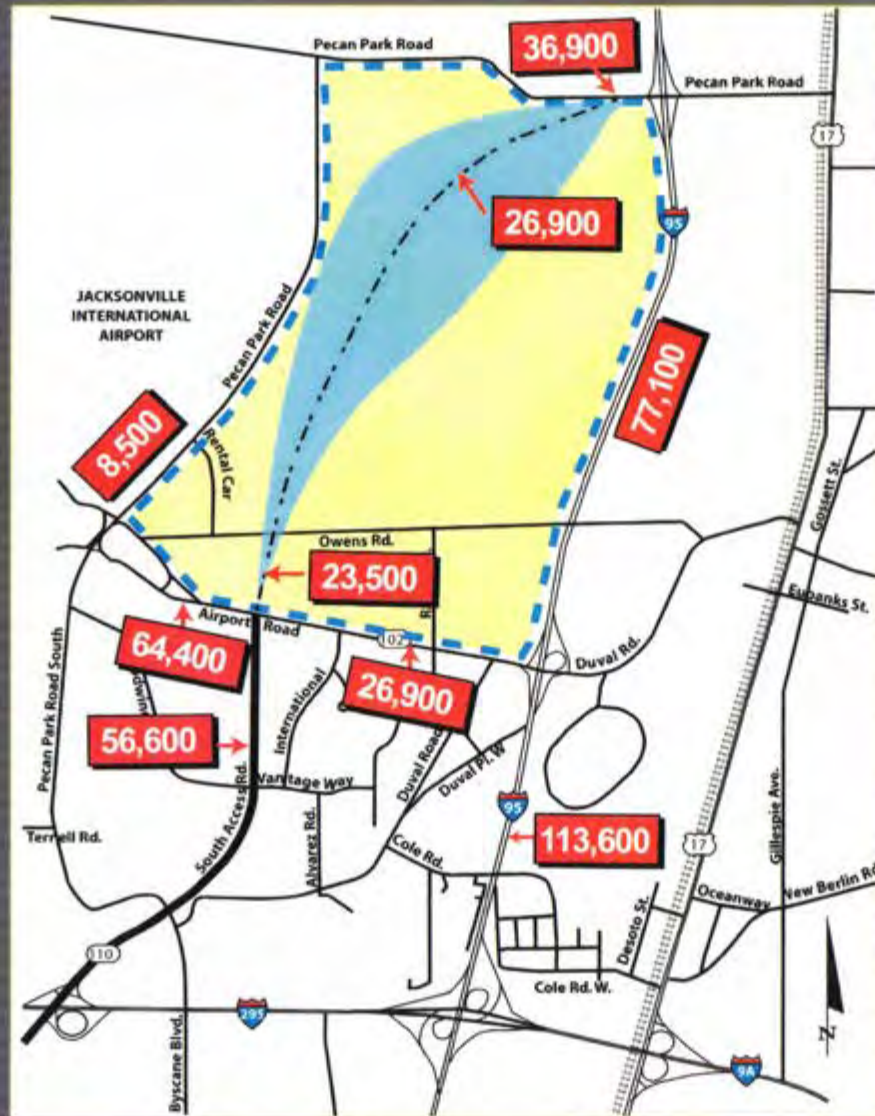 Pecan Park Road
36,900
Pecan Park Road
17
26,900
95
JACKSONVILLE
INTERNATIONAL
AIRPORT
Pecan Park Road
77,100
8,500
Rental Car
Gossett St.
Owens Rd.
23,500
R
Eubanks St.
Airport Road
102
64,400
Duval Rd.
26,900
Pecan Park Road South
International
56,600
Duval Road
Duval Pl. W
Vantage Way
95
South Access Rd.
113,600
Gillespie Ave.
Terrell Rd.
Alvarez Rd.
Cole Rd.
17
Desoto St.
Oceanway
New Berlin Rd
110
Cole Rd. W.
295
N
9A
Byscane Blvd.